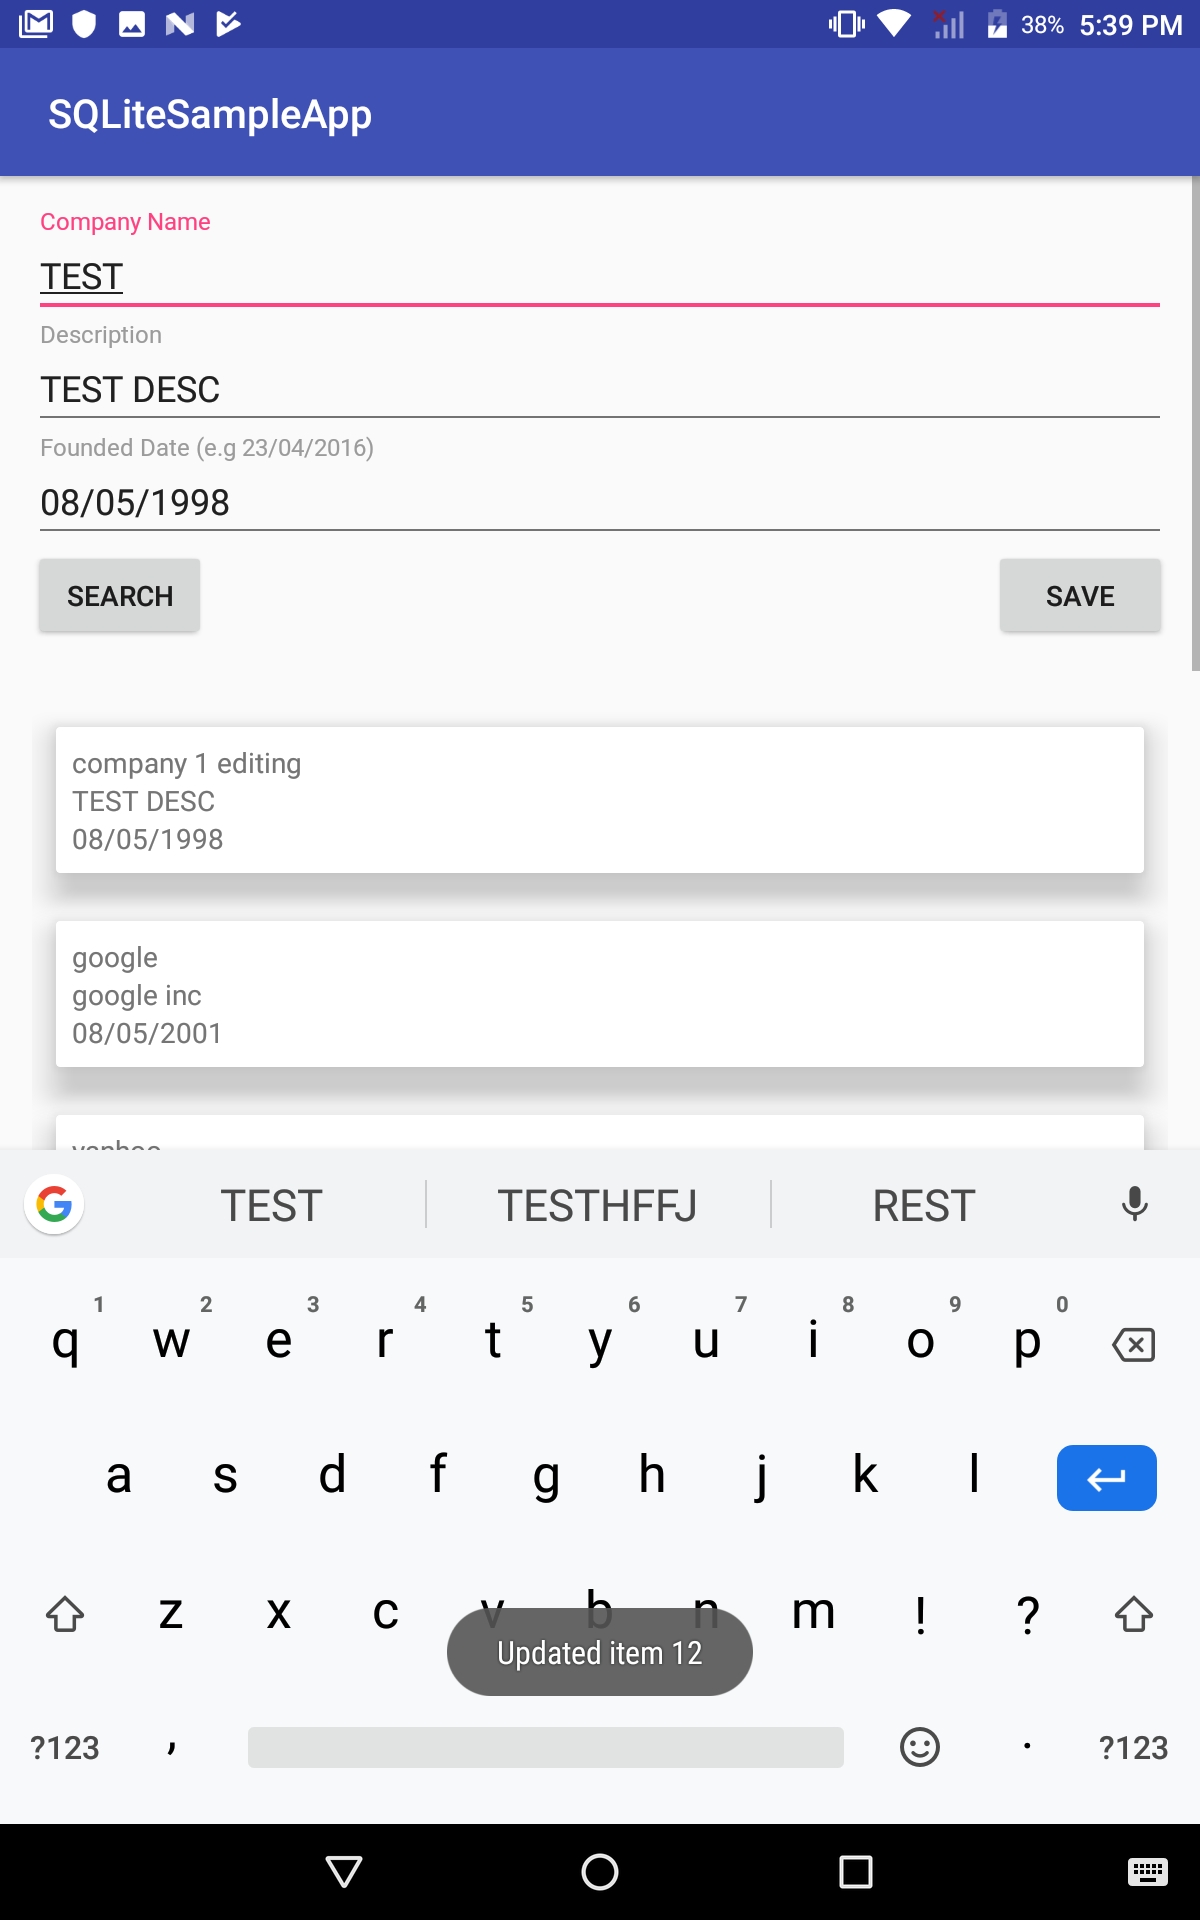 38% 5:39 PM
SQLiteSampleApp
Company Name
TEST
Description
TEST DESC
Founded Date (e.g 23/04/2016)
08/05/1998
SEARCH SAVE
company 1 editing
TEST DESC
08/05/1998
google
google inc
08/05/2001
TEST TESTHFFJ REST
1 2 3 4 5 6 7 8 9 0
q w e r t y u i o p
a s d f g h j k l
z x c v b n m ! ?
Updated item 12
?123 , . ?123